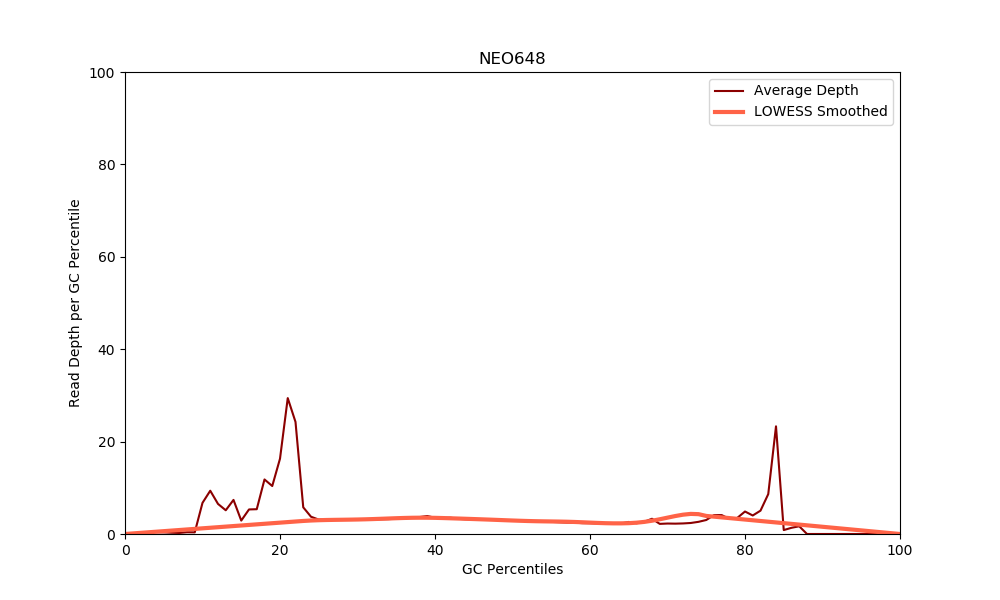 NEO648
Average Depth
LOWESS Smoothed
Read Depth per GC Percentile
100
80
60
40
20
0
0 20 40 60 80 100
GC Percentiles